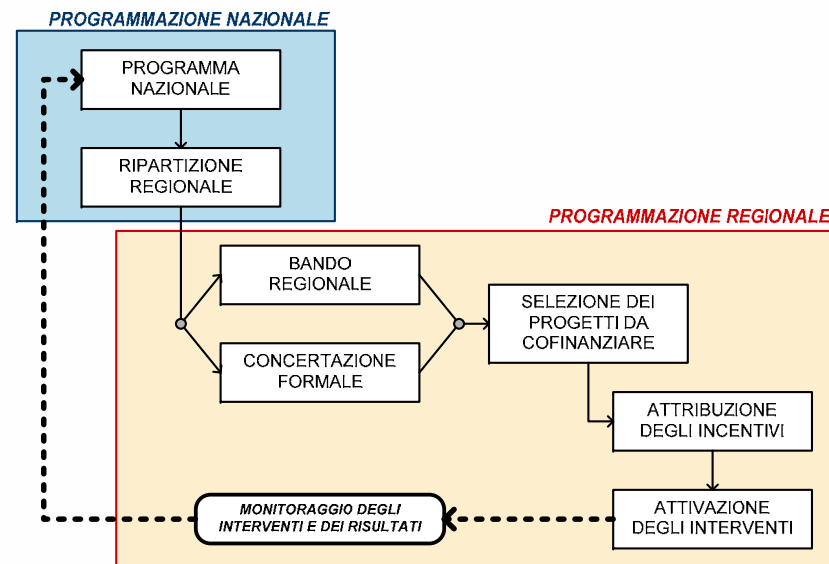 PROGRAMMAZIONE NAZIONALE
PROGRAMMA
NAZIONALE
RIPARTIZIONE
REGIONALE
PROGRAMMAZIONE REGIONALE
BANDO
REGIONALE
CONCERTAZIONE
FORMALE
SELEZIONE DEI
PROGETTI DA
COFINANZIARE
ATTRIBUZIONE
DEGLI INCENTIVI
ATTIVAZIONE
DEGLI INTERVENTI
MONITORAGGIO DEGLI
INTERVENTI E DEI RISULTATI